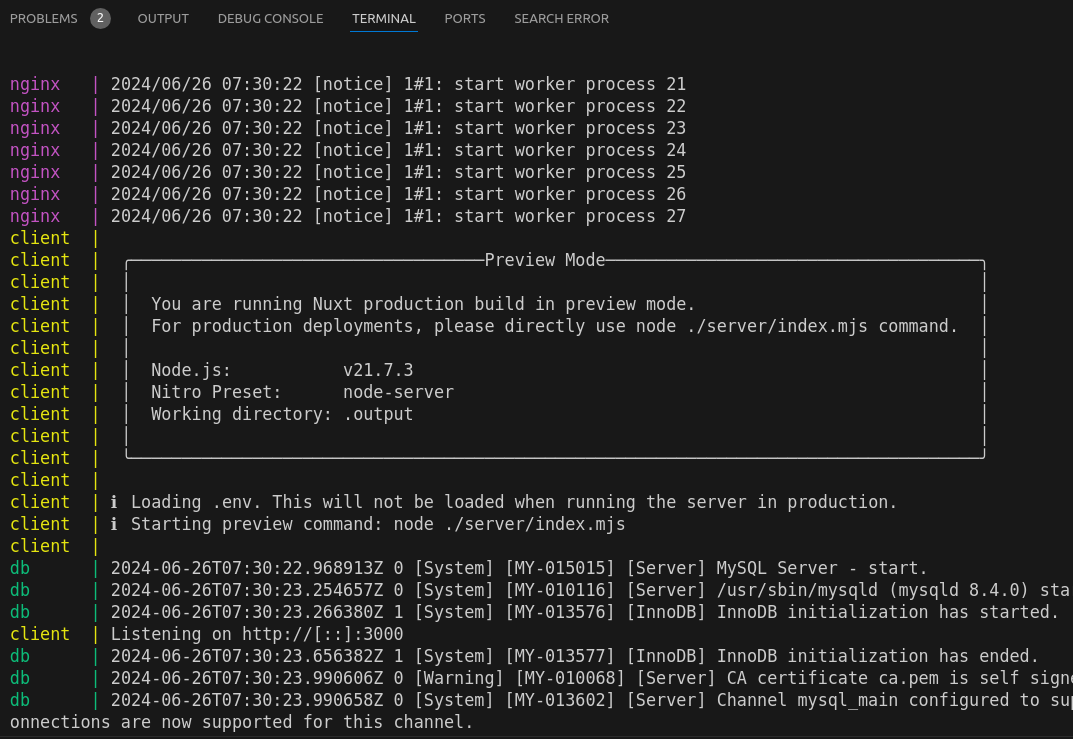 PROBLEMS 2 OUTPUT DEBUG CONSOLE TERMINAL PORTS SEARCH ERROR
nginx | 2024/06/26 07:30:22 [notice] 1#1: start worker process 21
nginx | 2024/06/26 07:30:22 [notice] 1#1: start worker process 22
nginx | 2024/06/26 07:30:22 [notice] 1#1: start worker process 23
nginx | 2024/06/26 07:30:22 [notice] 1#1: start worker process 24
nginx | 2024/06/26 07:30:22 [notice] 1#1: start worker process 25
nginx | 2024/06/26 07:30:22 [notice] 1#1: start worker process 26
nginx | 2024/06/26 07:30:22 [notice] 1#1: start worker process 27
client |
client | Preview Mode
client |
client | You are running Nuxt production build in preview mode.
client | For production deployments, please directly use node ./server/index.mjs command.
client |
client | Node.js: v21.7.3
client | Nitro Preset: node-server
client | Working directory: .output
client |
client |
client |
client | ℹ Loading .env. This will not be loaded when running the server in production.
client | ℹ Starting preview command: node ./server/index.mjs
client |
db | 2024-06-26T07:30:22.968913Z 0 [System] [MY-015015] [Server] MySQL Server - start.
db | 2024-06-26T07:30:23.254657Z 0 [System] [MY-010116] [Server] /usr/sbin/mysqld (mysqld 8.4.0) sta
db | 2024-06-26T07:30:23.266380Z 1 [System] [MY-013576] [InnoDB] InnoDB initialization has started.
client | Listening on http://[::]:3000
db | 2024-06-26T07:30:23.656382Z 1 [System] [MY-013577] [InnoDB] InnoDB initialization has ended.
db | 2024-06-26T07:30:23.990606Z 0 [Warning] [MY-010068] [Server] CA certificate ca.pem is self signe
db | 2024-06-26T07:30:23.990658Z 0 [System] [MY-013602] [Server] Channel mysql_main configured to sup
onnections are now supported for this channel.